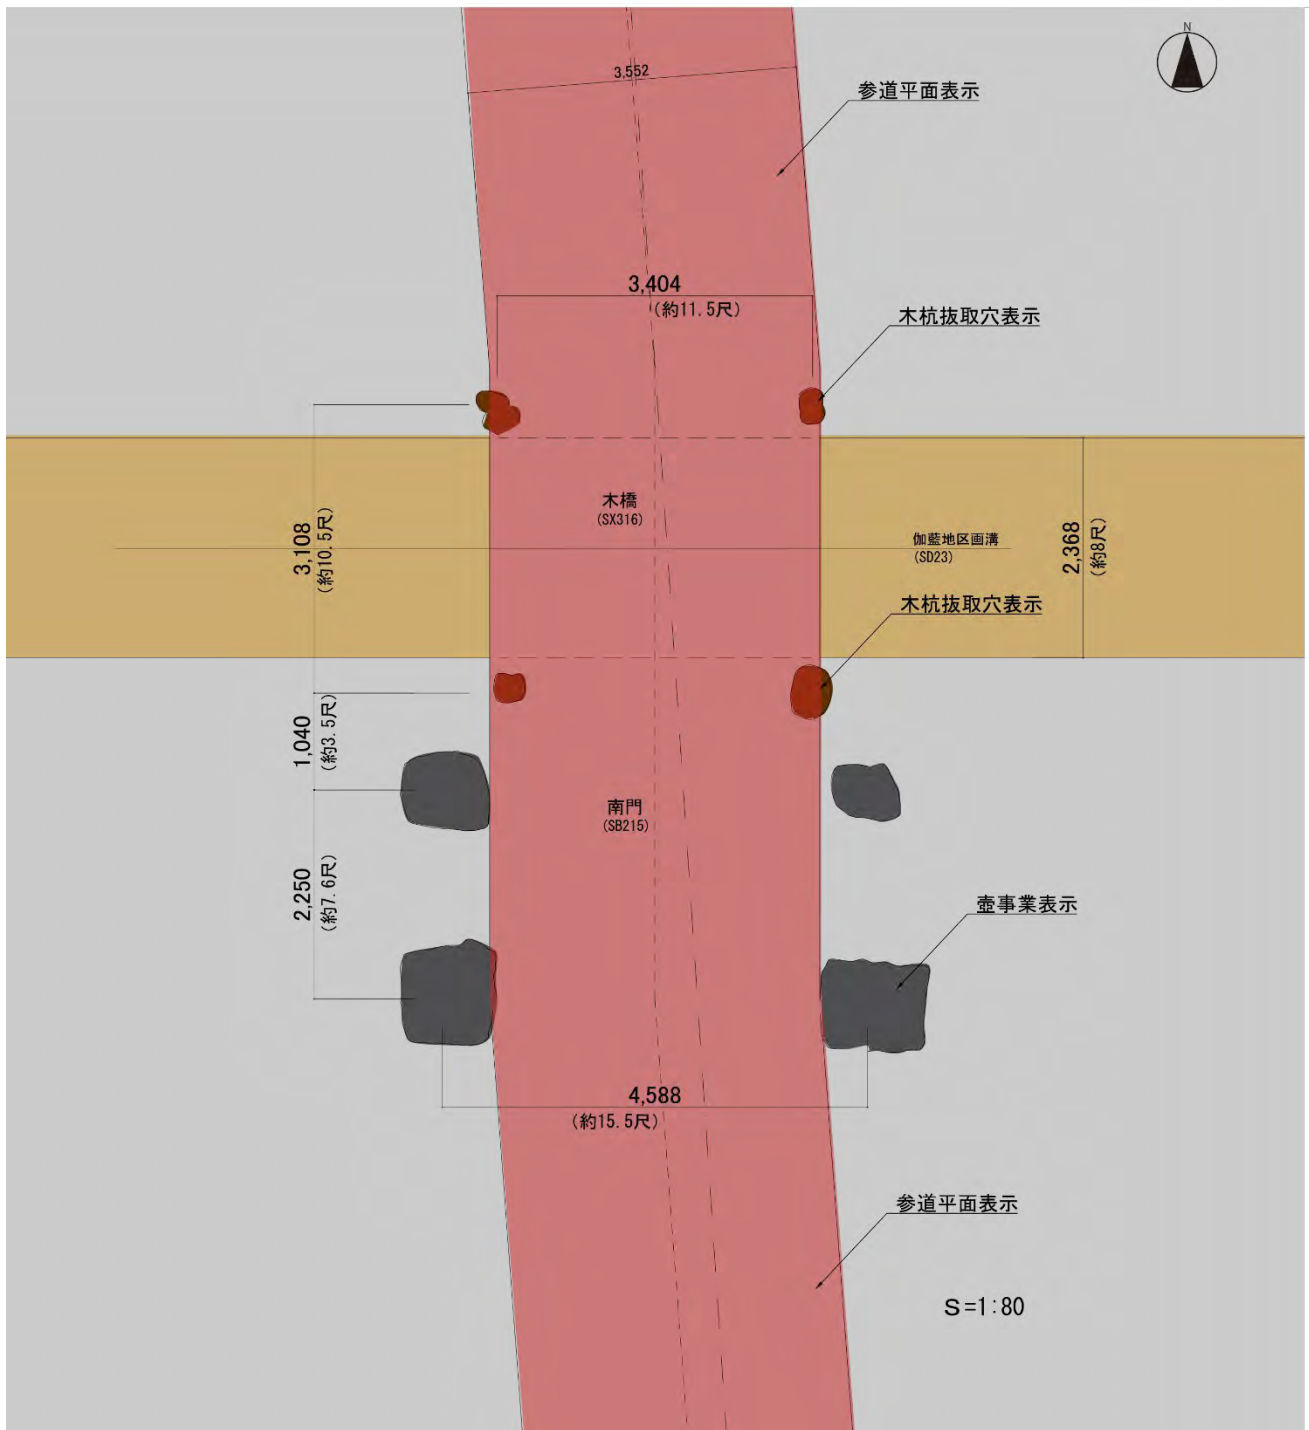 N
3,552
参道平面表示
3,404
(約11.5尺)
木杭抜取穴表示
木橋
(SX316)
伽藍地区画溝
(SD23)
2,368
(約8尺)
3,108
(約10.5尺)
木杭抜取穴表示
1,040
(約3.5尺)
南門
(SB215)
2,250
(約7.6尺)
壺事業表示
4,588
(約15.5尺)
参道平面表示
S=1:80